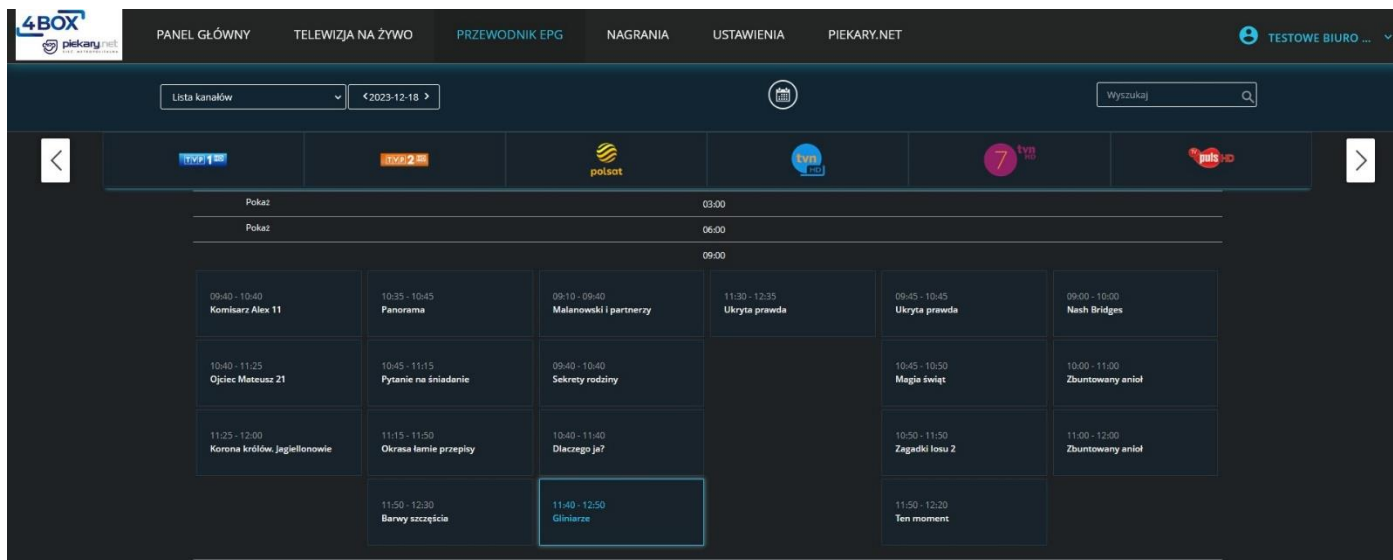 4BOX
piekary.net
PANEL GŁÓWNY TELEWIZJA NA ŻYWO PRZEWODNIK EPG NAGRANIA USTAWIENIA PIEKARY.NET TESTOWE BIURO ...
Lista kanałów <2023-12-18 > Wyszukaj
TVP 1 HD TVP 2 HD polsat tvn HD 7 tvn HD TV puls HD
Pokaż 03:00
Pokaż 06:00
09:00
09:40 - 10:40 10:35 - 10:45 09:10 - 09:40 11:30 - 12:35 09:45 - 10:45 09:00 - 10:00
Komisarz Alex 11 Panorama Malanowski i partnerzy Ukryta prawda Ukryta prawda Nash Bridges
10:40 - 11:25 10:45 - 11:15 09:40 - 10:40 10:45 - 10:50 10:00 - 11:00
Ojciec Mateusz 21 Pytanie na śniadanie Sekrety rodziny Magia świąt Zbuntowany anioł
11:25 - 12:00 11:15 - 11:50 10:40 - 11:40 10:50 - 11:50 11:00 - 12:00
Korona królów. Jagiellonowie Okrasa łamie przepisy Dlaczego ja? Zagadki losu 2 Zbuntowany anioł
11:50 - 12:30 11:40 - 12:50 11:50 - 12:20
Barwy szczęścia Gliniarze Ten moment